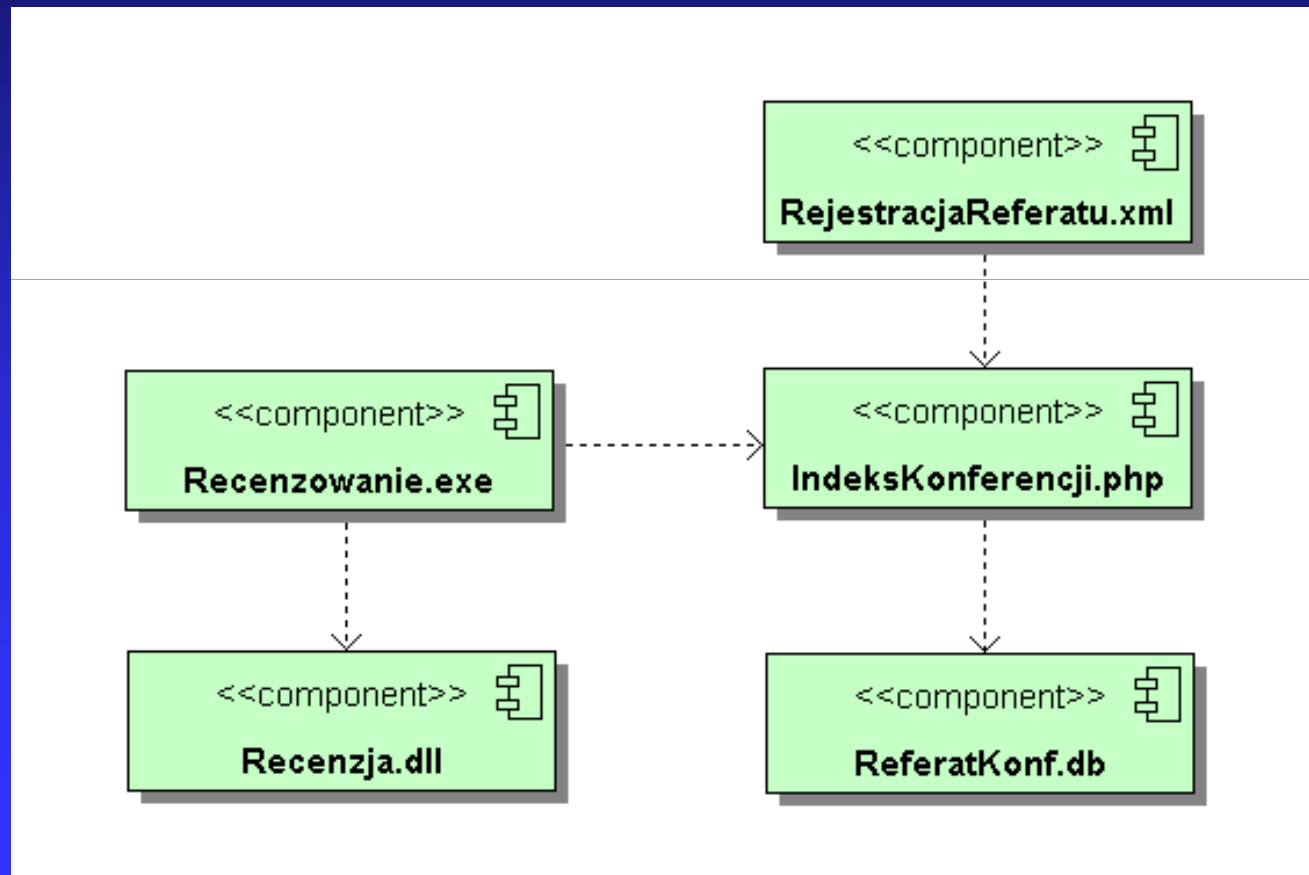 <<component>>
RejestracjaReferatu.xml
<<component>>
Recenzowanie.exe
<<component>>
IndeksKonferencji.php
<<component>>
Recenzja.dll
<<component>>
ReferatKonf.db